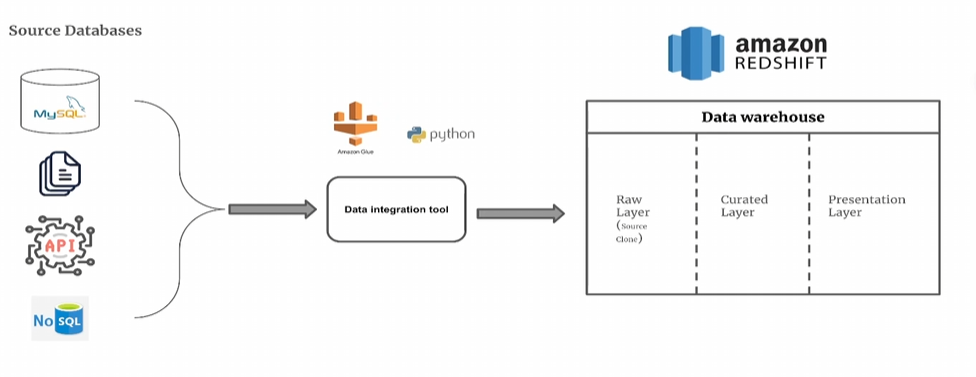 Source Databases
MySQL
API
No SQL
Amazon Glue
python
Data integration tool
amazon
REDSHIFT
Data warehouse
Raw
Layer
(Source
Clone)
Curated
Layer
Presentation
Layer